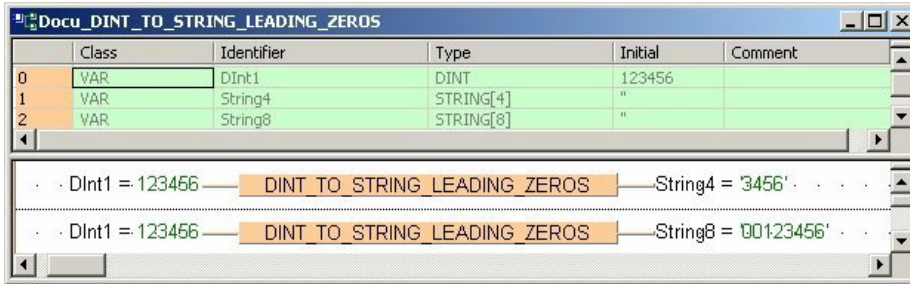 Docu_DINT_TO_STRING_LEADING_ZEROS
Class Identifier Type Initial Comment
0 VAR DInt1 DINT 123456
1 VAR String4 STRING[4] ''
2 VAR String8 STRING[8] ''
DInt1 = 123456 DINT_TO_STRING_LEADING_ZEROS String4 = '3456'
DInt1 = 123456 DINT_TO_STRING_LEADING_ZEROS String8 = '00123456'